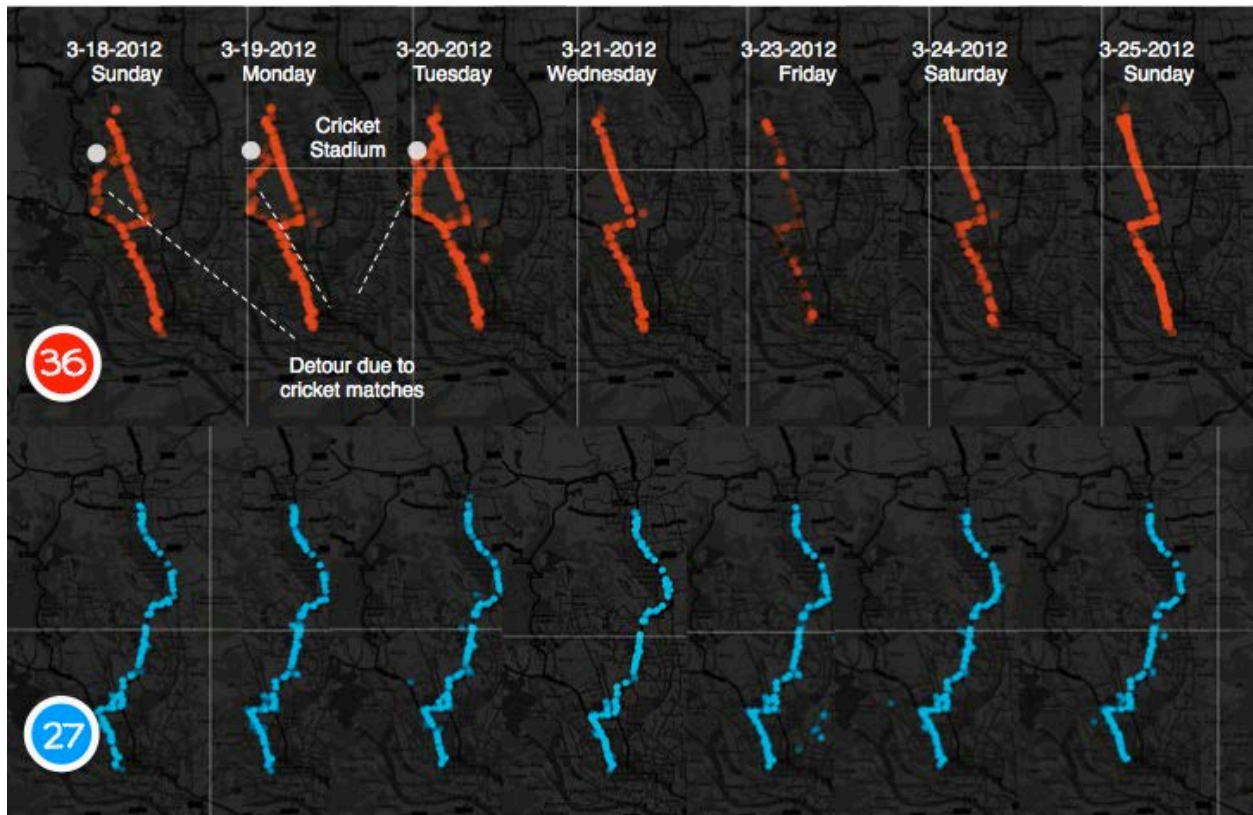 3-18-2012
Sunday
3-19-2012
Monday
3-20-2012
Tuesday
3-21-2012
Wednesday
3-23-2012
Friday
3-24-2012
Saturday
3-25-2012
Sunday
Cricket
Stadium
36
Detour due to
cricket matches
27